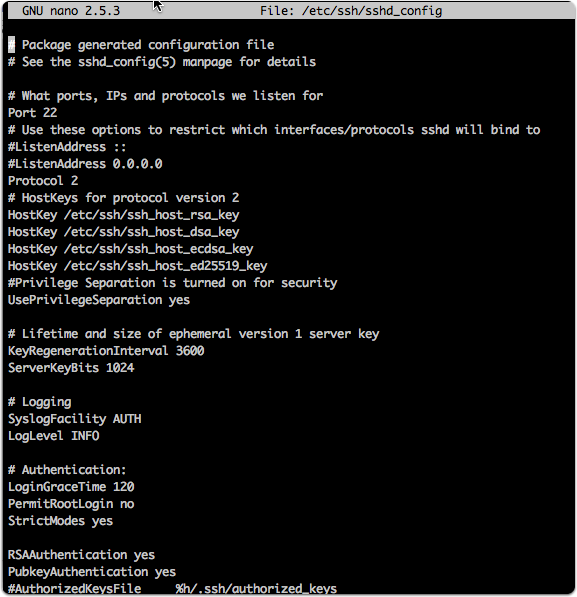 GNU nano 2.5.3 File: /etc/ssh/sshd_config
# Package generated configuration file
# See the sshd_config(5) manpage for details
# What ports, IPs and protocols we listen for
Port 22
# Use these options to restrict which interfaces/protocols sshd will bind to
#ListenAddress ::
#ListenAddress 0.0.0.0
Protocol 2
# HostKeys for protocol version 2
HostKey /etc/ssh/ssh_host_rsa_key
HostKey /etc/ssh/ssh_host_dsa_key
HostKey /etc/ssh/ssh_host_ecdsa_key
HostKey /etc/ssh/ssh_host_ed25519_key
#Privilege Separation is turned on for security
UsePrivilegeSeparation yes
# Lifetime and size of ephemeral version 1 server key
KeyRegenerationInterval 3600
ServerKeyBits 1024
# Logging
SyslogFacility AUTH
LogLevel INFO
# Authentication:
LoginGraceTime 120
PermitRootLogin no
StrictModes yes
RSAAuthentication yes
PubkeyAuthentication yes
#AuthorizedKeysFile %h/.ssh/authorized_keys